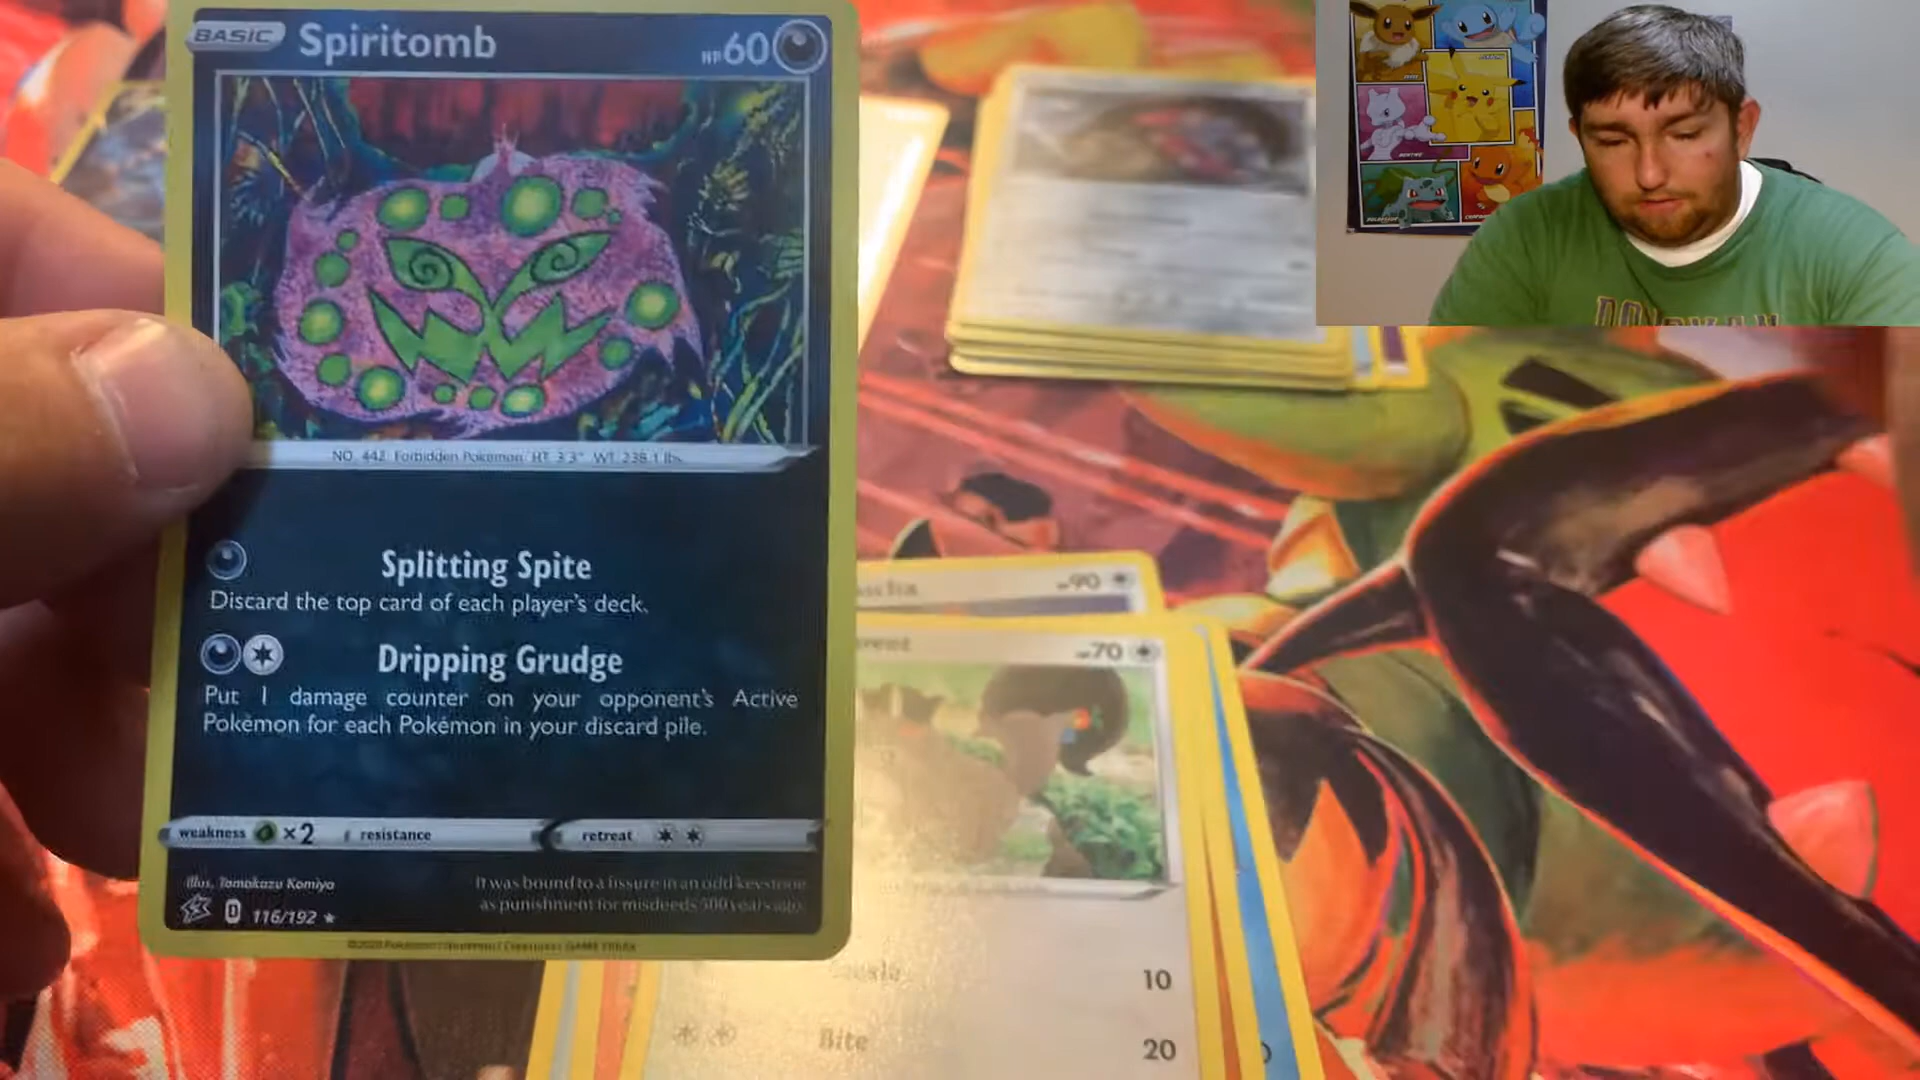 BASIC Spiritomb HP60
NO. 442 Forbidden Pokémon HT 3'3" WT 238.1 lbs.
Splitting Spite
Discard the top card of each player's deck.
Dripping Grudge
Put 1 damage counter on your opponent's Active
Pokémon for each Pokémon in your discard pile.
weakness ×2 resistance retreat
Illus. Tomokazu Komiya
It was bound to a fissure in an odd keystone
as punishment for misdeeds 500 years ago.
D 116/192
90
70
10
Bite 20